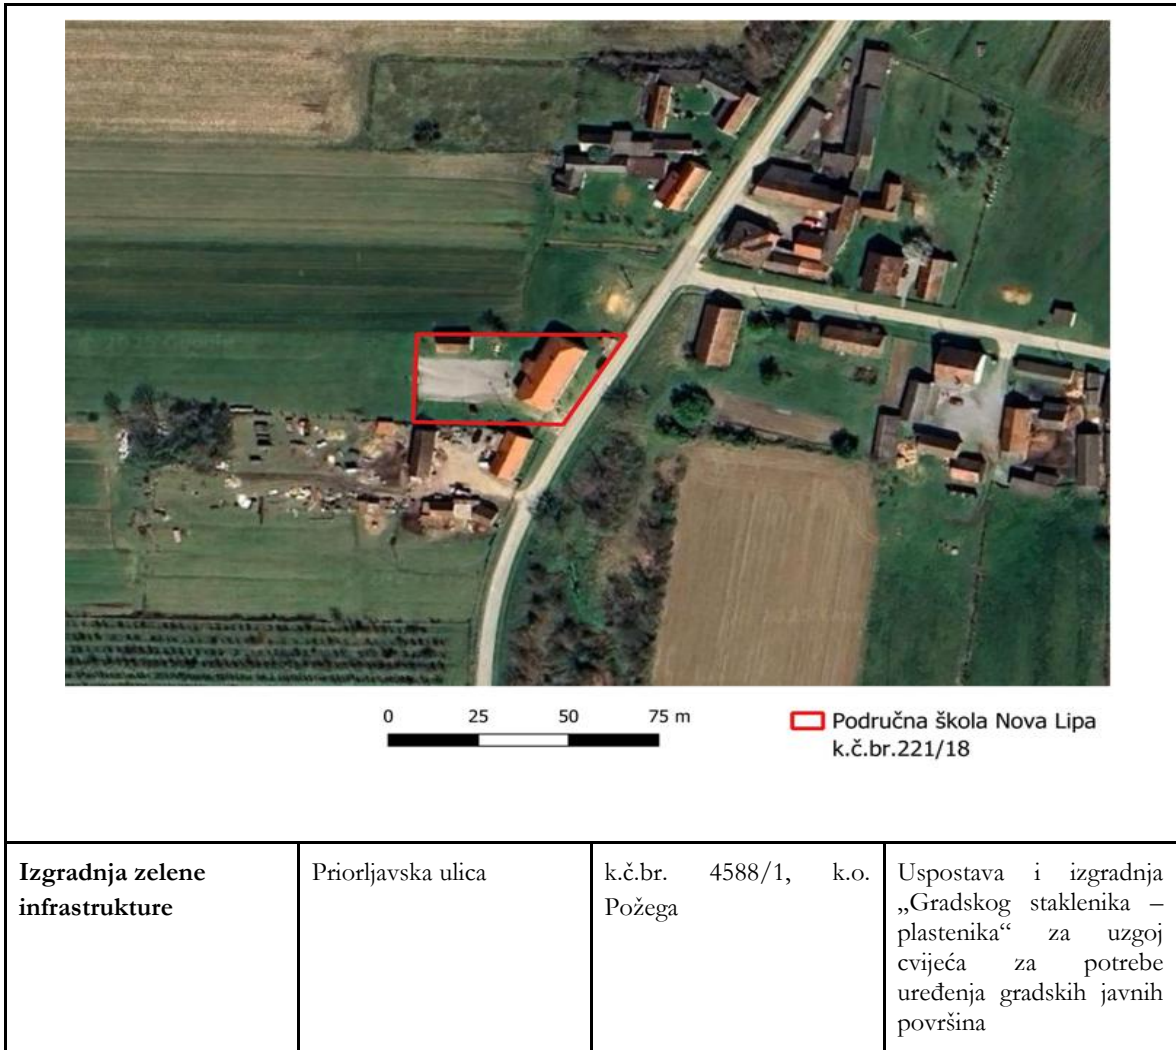 0 25 50 75 m
Područna škola Nova Lipa
k.č.br.221/18
Izgradnja zelene
infrastrukture
Priorljavska ulica
k.č.br. 4588/1, k.o.
Požega
Uspostava i izgradnja
„Gradskog staklenika –
plastenika“ za uzgoj
cvijeća za potrebe
uređenja gradskih javnih
površina